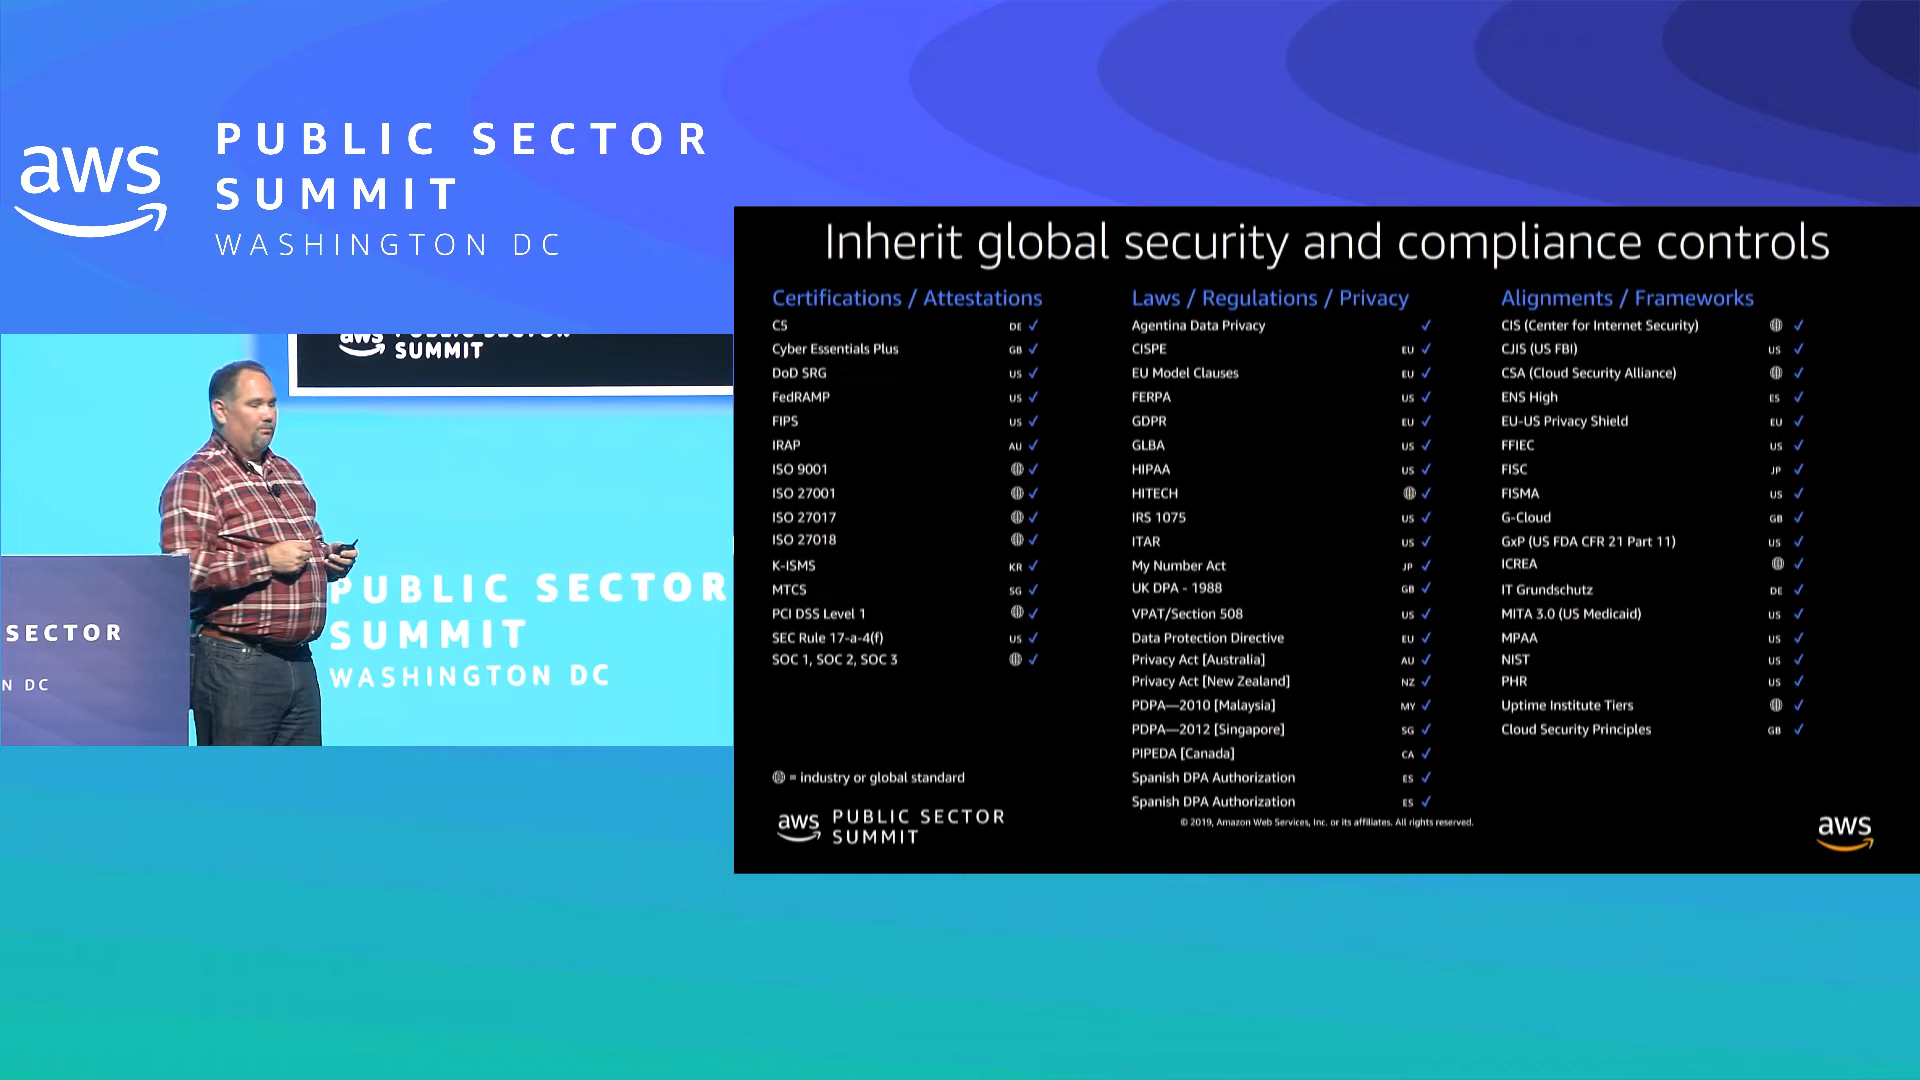 aws
PUBLIC SECTOR
SUMMIT
WASHINGTON DC
aws
SUMMIT
PUBLIC SECTOR
SUMMIT
WASHINGTON DC
SECTOR
N DC
Inherit global security and compliance controls
Certifications / Attestations
C5 DE ✓
Cyber Essentials Plus GB ✓
DoD SRG US ✓
FedRAMP US ✓
FIPS US ✓
IRAP AU ✓
ISO 9001 ✓
ISO 27001 ✓
ISO 27017 ✓
ISO 27018 ✓
K-ISMS KR ✓
MTCS SG ✓
PCI DSS Level 1 ✓
SEC Rule 17-a-4(f) US ✓
SOC 1, SOC 2, SOC 3 ✓
= industry or global standard
Laws / Regulations / Privacy
Agentina Data Privacy ✓
CISPE EU ✓
EU Model Clauses EU ✓
FERPA US ✓
GDPR EU ✓
GLBA US ✓
HIPAA US ✓
HITECH ✓
IRS 1075 US ✓
ITAR US ✓
My Number Act JP ✓
UK DPA - 1988 GB ✓
VPAT/Section 508 US ✓
Data Protection Directive EU ✓
Privacy Act [Australia] AU ✓
Privacy Act [New Zealand] NZ ✓
PDPA—2010 [Malaysia] MY ✓
PDPA—2012 [Singapore] SG ✓
PIPEDA [Canada] CA ✓
Spanish DPA Authorization ES ✓
Spanish DPA Authorization ES ✓
Alignments / Frameworks
CIS (Center for Internet Security) ✓
CJIS (US FBI) US ✓
CSA (Cloud Security Alliance) ✓
ENS High ES ✓
EU-US Privacy Shield EU ✓
FFIEC US ✓
FISC JP ✓
FISMA US ✓
G-Cloud GB ✓
GxP (US FDA CFR 21 Part 11) US ✓
ICREA ✓
IT Grundschutz DE ✓
MITA 3.0 (US Medicaid) US ✓
MPAA US ✓
NIST US ✓
PHR US ✓
Uptime Institute Tiers ✓
Cloud Security Principles GB ✓
aws
PUBLIC SECTOR
SUMMIT
© 2019, Amazon Web Services, Inc. or its affiliates. All rights reserved.
aws